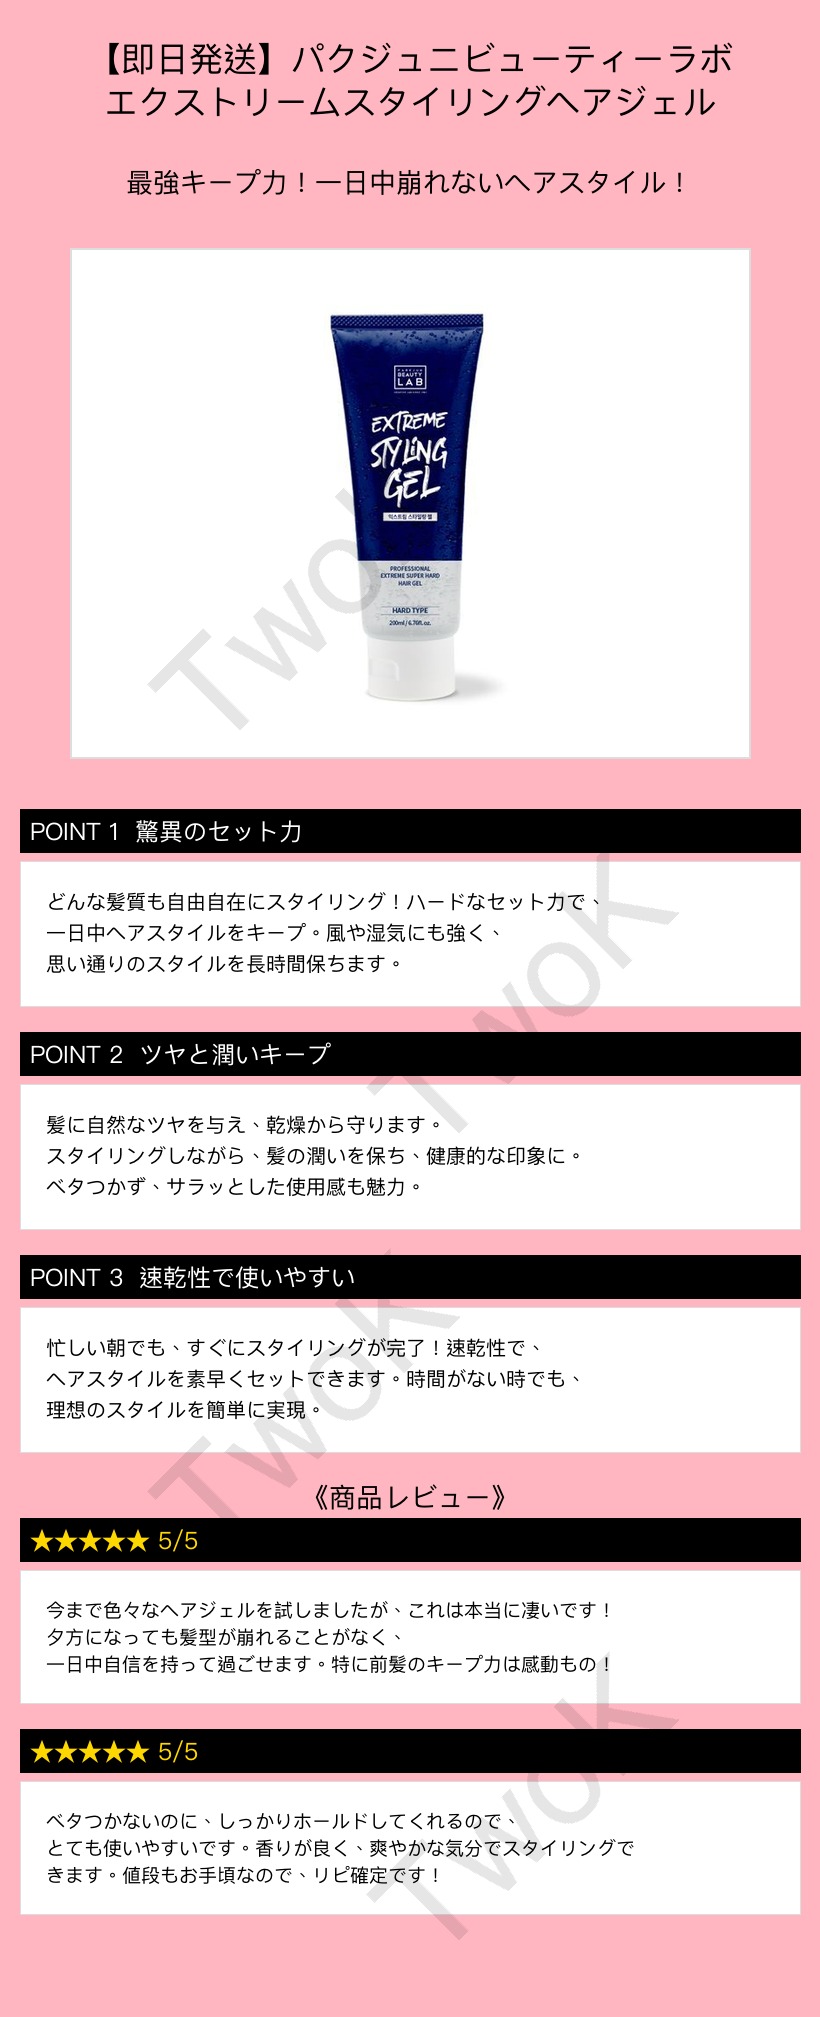 【即日発送】パクジュニビューティーラボ
エクストリームスタイリングヘアジェル
最強キープ力！一日中崩れないヘアスタイル！
BEAUTY
LAB
EXTREME
STYLING
GEL
익스트림 스타일링 젤
PROFESSIONAL
EXTREME SUPER HARD
HAIR GEL
HARD TYPE
200ml / 6.76fl.oz.
TwoK
POINT 1 驚異のセット力
どんな髪質も自由自在にスタイリング！ハードなセット力で、
一日中ヘアスタイルをキープ。風や湿気にも強く、
思い通りのスタイルを長時間保ちます。
TwoK
POINT 2 ツヤと潤いキープ
髪に自然なツヤを与え、乾燥から守ります。
スタイリングしながら、髪の潤いを保ち、健康的な印象に。
ベタつかず、サラッとした使用感も魅力。
POINT 3 速乾性で使いやすい
忙しい朝でも、すぐにスタイリングが完了！速乾性で、
ヘアスタイルを素早くセットできます。時間がない時でも、
理想のスタイルを簡単に実現。
TwoK
《商品レビュー》
★★★★★ 5/5
今まで色々なヘアジェルを試しましたが、これは本当に凄いです！
夕方になっても髪型が崩れることがなく、
一日中自信を持って過ごせます。特に前髪のキープ力は感動もの！
★★★★★ 5/5
ベタつかないのに、しっかりホールドしてくれるので、
とても使いやすいです。香りが良く、爽やかな気分でスタイリングで
きます。値段もお手頃なので、リピ確定です！
TwoK